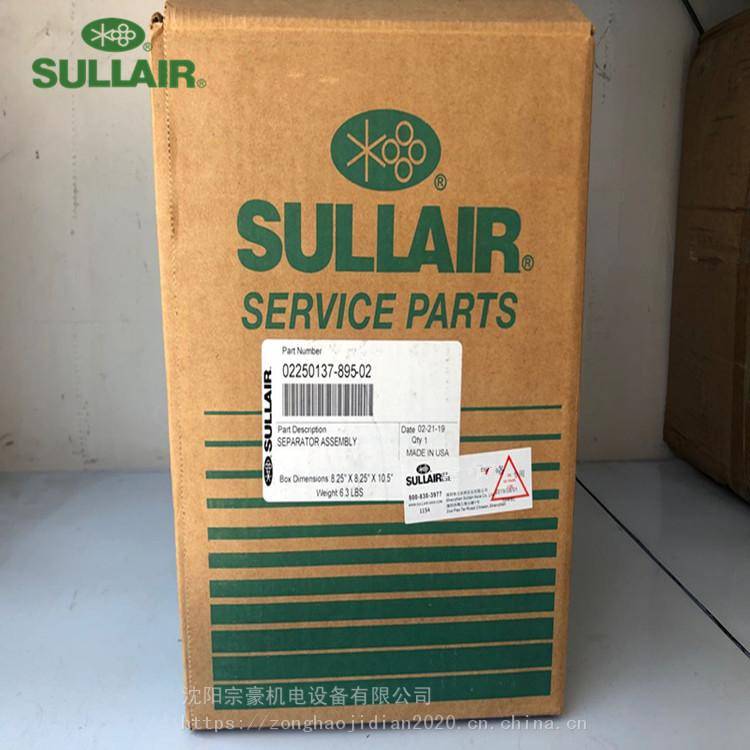 SULLAIR®
®
SULLAIR®
SERVICE PARTS
SULLAIR
Part Number
02250137-895-02
Part Description
SEPARATOR ASSEMBLY
Date 02-21-19
Qty 1
MADE IN USA
Box Dimensions 8.25" X 8.25" X 10.5"
Weight 6.3 LBS
SULLAIR
800-830-3977
1154
沈阳宗豪机电设备有限公司
https://zonghaojidian2020.cn.china.cn